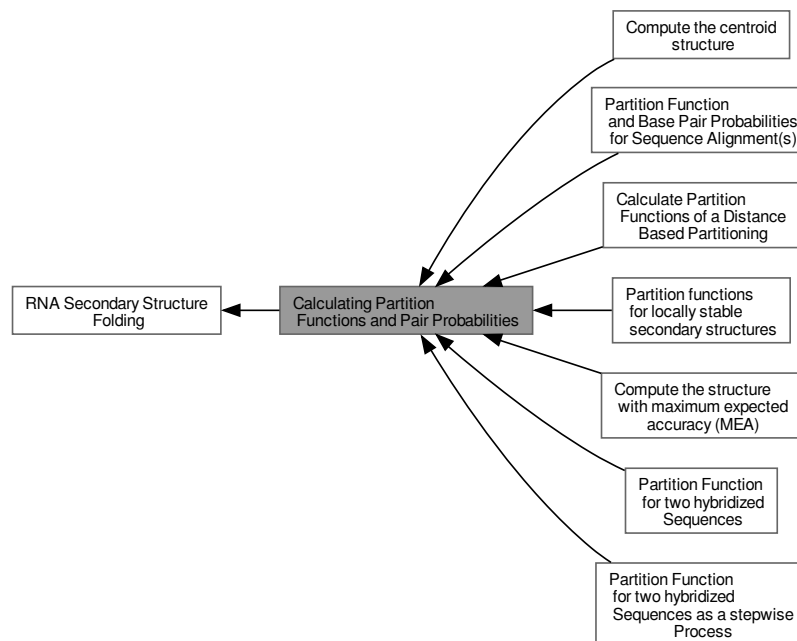 Compute the centroid
structure
Partition Function
and Base Pair Probabilities
for Sequence Alignment(s)
Calculate Partition
Functions of a Distance
Based Partitioning
RNA Secondary Structure
Folding
Calculating Partition
Functions and Pair Probabilities
Partition functions
for locally stable
secondary structures
Compute the structure
with maximum expected
accuracy (MEA)
Partition Function
for two hybridized
Sequences
Partition Function
for two hybridized
Sequences as a stepwise
Process